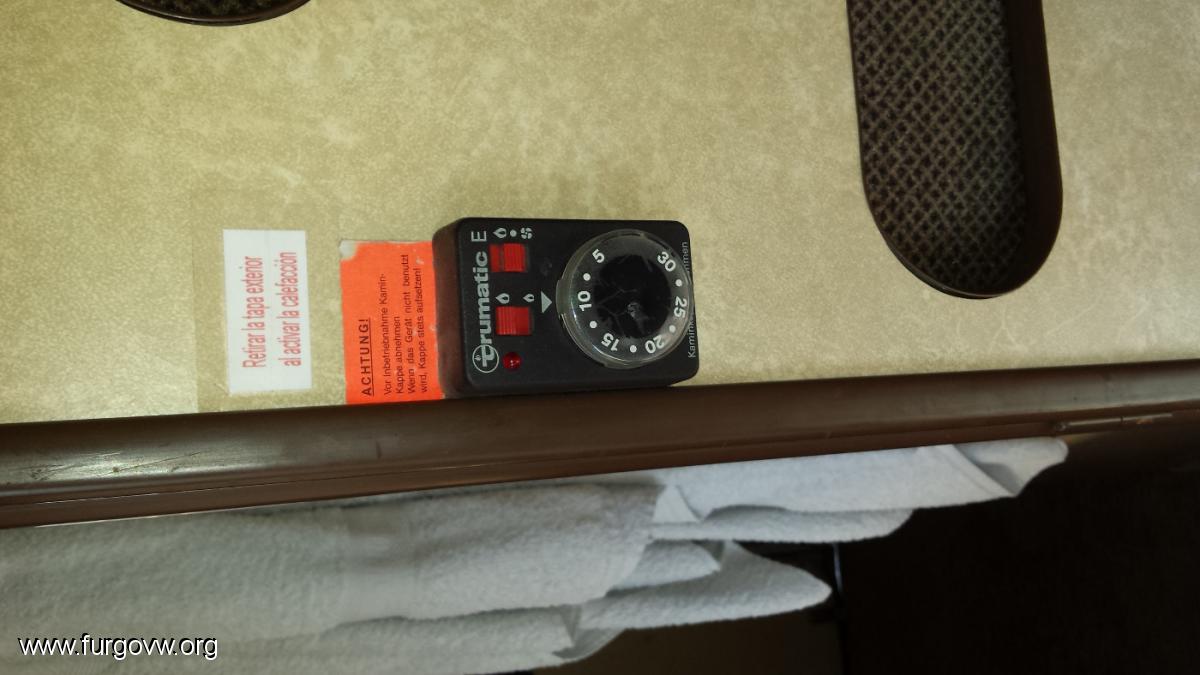 Retirar la tapa exterior
al activar la calefacción
ACHTUNG!
Vor Inbetriebnahme Kamin-
Kappe abnehmen
Wenn das Gerät nicht benutzt
wird, Kappe stets aufsetzen!
Trumatic E
5
10
15
20
25
30
www.furgovw.org